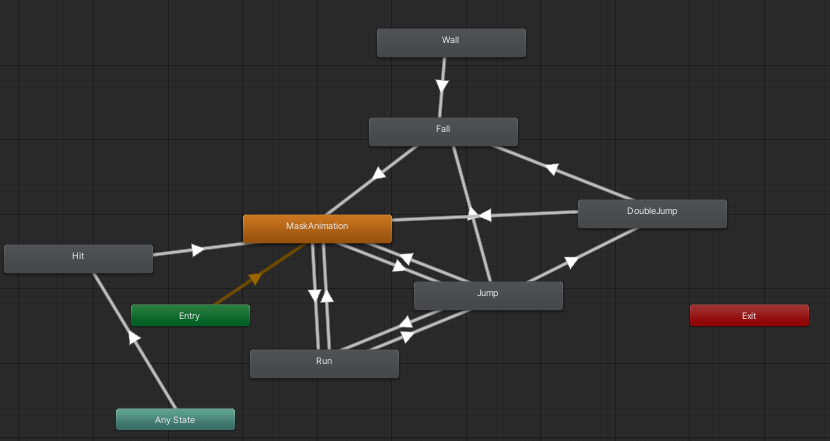 Wall
Fall
DoubleJump
MaskAnimation
Hit
Jump
Entry
Exit
Run
Any State